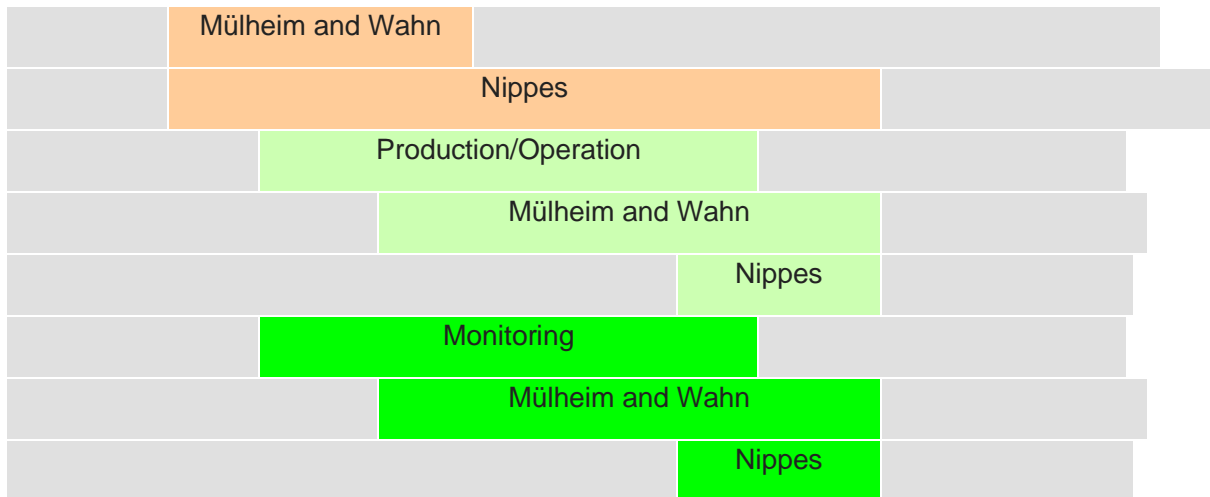 Mülheim and Wahn
Nippes
Production/Operation
Mülheim and Wahn
Nippes
Monitoring
Mülheim and Wahn
Nippes